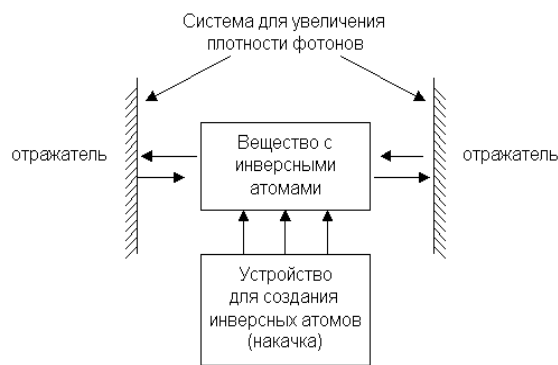 Система для увеличения
плотности фотонов
отражатель
Вещество с
инверсными
атомами
отражатель
Устройство
для создания
инверсных атомов
(накачка)